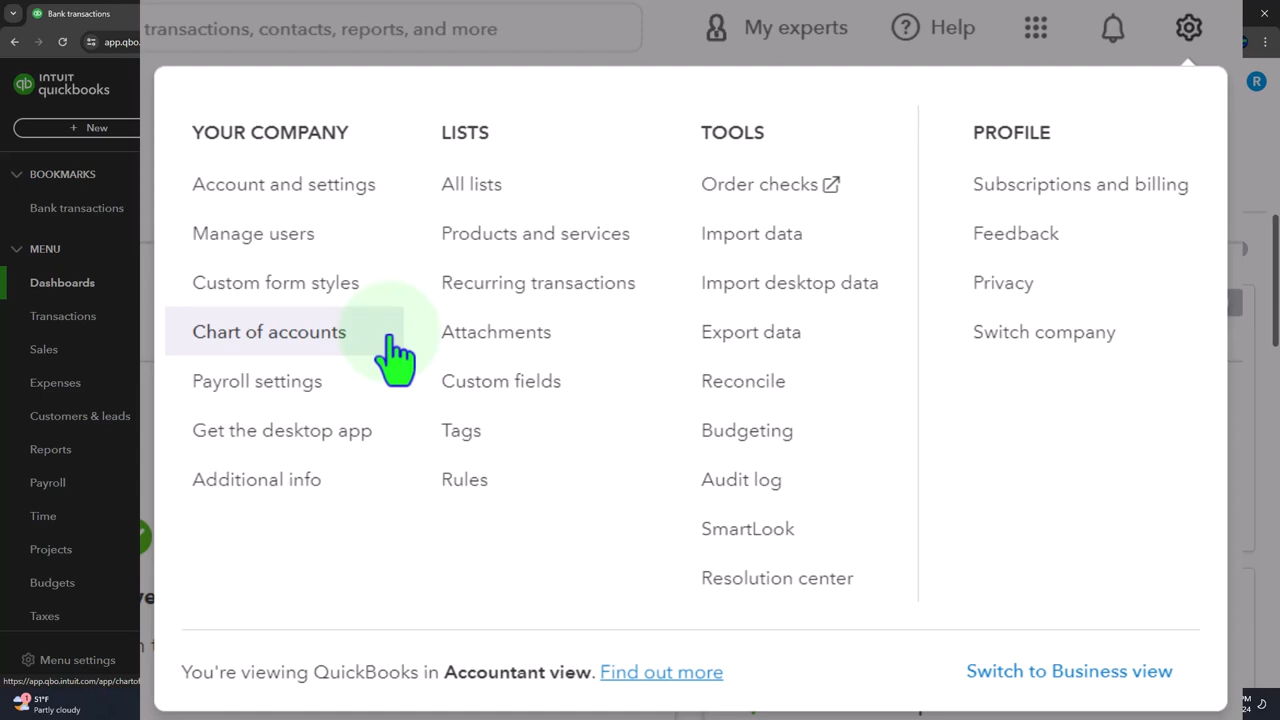 Bank transactions
app.qbo.
transactions, contacts, reports, and more
My experts
Help
INTUIT
quickbooks
R
+ New
BOOKMARKS
Bank transactions
MENU
Dashboards
Transactions
Sales
Expenses
Customers & leads
Reports
Payroll
Time
Projects
Budgets
Taxes
Menu settings
https://app.qbo.intuit.com/app/chartof
51°F
Partly cloudy
YOUR COMPANY
Account and settings
Manage users
Custom form styles
Chart of accounts
Payroll settings
Get the desktop app
Additional info
LISTS
All lists
Products and services
Recurring transactions
Attachments
Custom fields
Tags
Rules
TOOLS
Order checks
Import data
Import desktop data
Export data
Reconcile
Budgeting
Audit log
SmartLook
Resolution center
PROFILE
Subscriptions and billing
Feedback
Privacy
Switch company
You're viewing QuickBooks in Accountant view. Find out more
Switch to Business view
PM
24